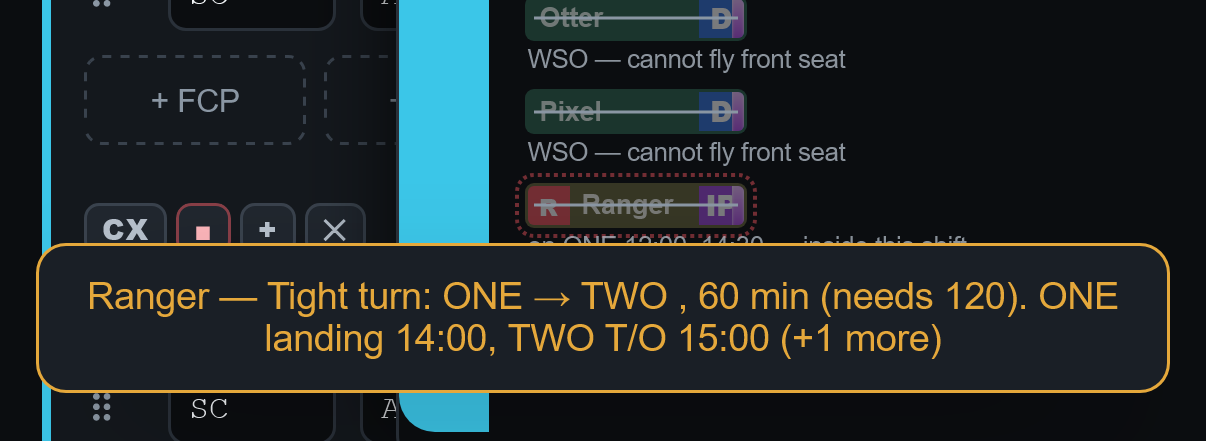 Otter D
WSO — cannot fly front seat
+ FCP
Pixel D
WSO — cannot fly front seat
R Ranger IP
CX ■ + ×
Ranger — Tight turn: ONE → TWO , 60 min (needs 120). ONE
landing 14:00, TWO T/O 15:00 (+1 more)
SC A